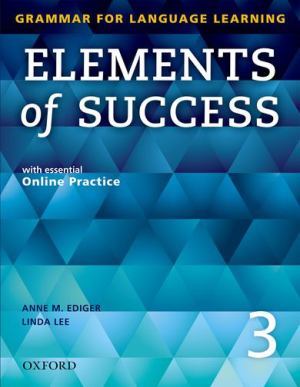 GRAMMAR FOR LANGUAGE LEARNING
ELEMENTS
of SUCCESS
with essential
Online Practice
ANNE M. EDIGER
LINDA LEE
3
OXFORD